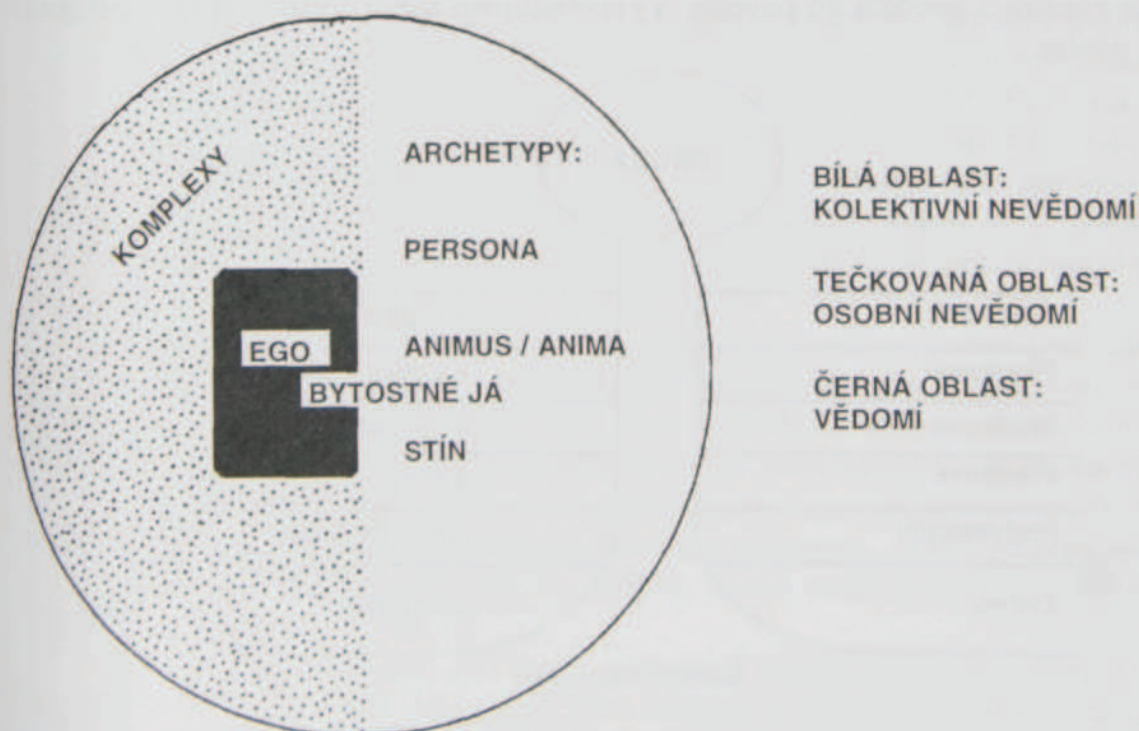 KOMPLEXY
ARCHETYPY:
PERSONA
EGO
ANIMUS / ANIMA
BYTOSTNÉ JÁ
STÍN
BÍLÁ OBLAST:
KOLEKTIVNÍ NEVĚDOMÍ
TEČKOVANÁ OBLAST:
OSOBNÍ NEVĚDOMÍ
ČERNÁ OBLAST:
VĚDOMÍ